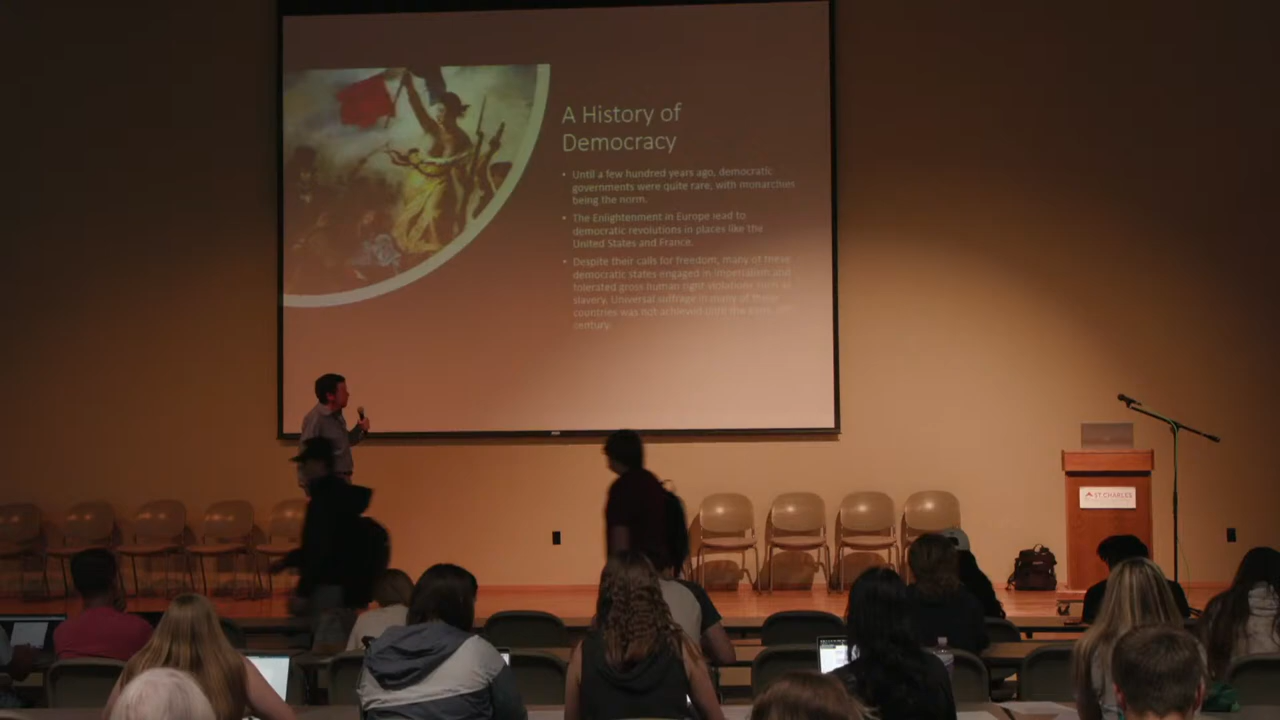 A History of
Democracy
• Until a few hundred years ago, democratic
governments were quite rare, with monarchies
being the norm.
• The Enlightenment in Europe lead to
democratic revolutions in places like the
United States and France.
• Despite their calls for freedom, many of these
democratic states engaged in imperialism and
tolerated gross human right violations such as
slavery. Universal suffrage in many of these
countries was not achieved until the
century.
ST. CHARLES